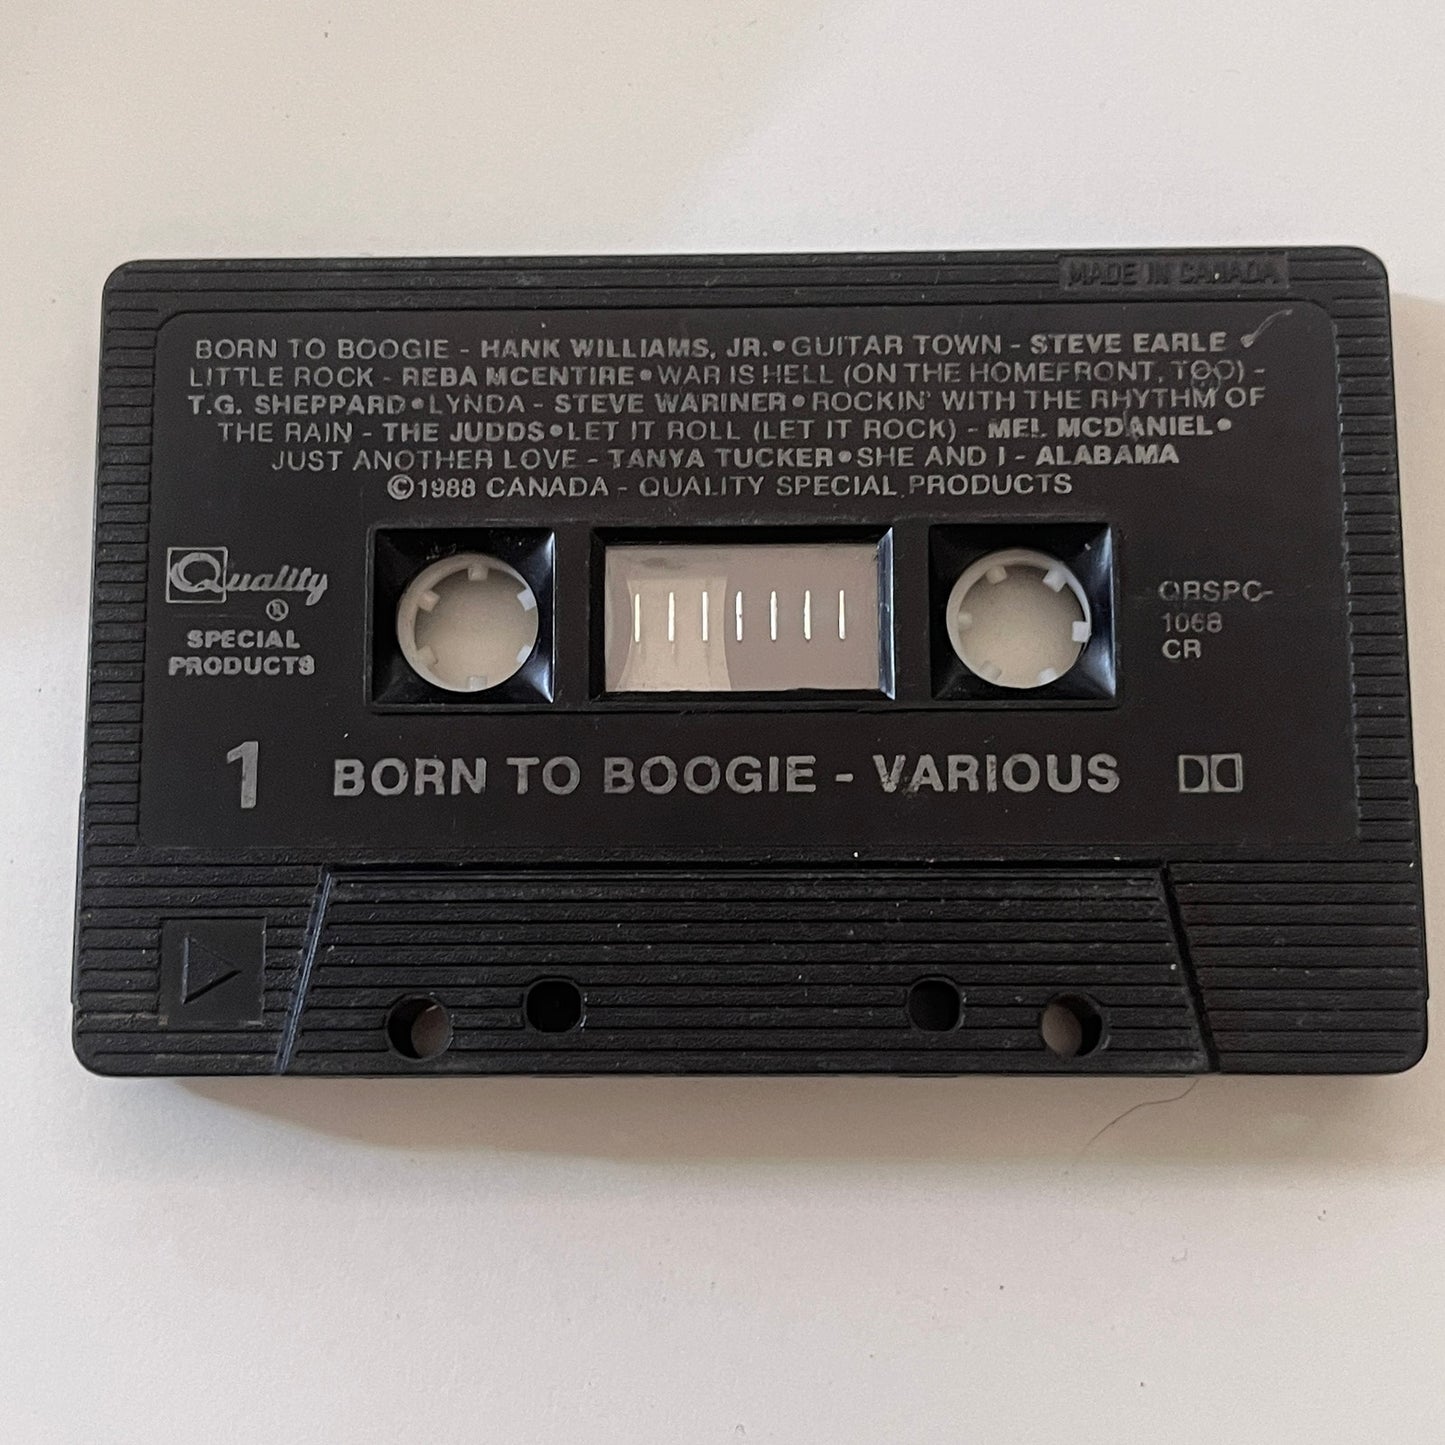 MADE IN CANADA
BORN TO BOOGIE - HANK WILLIAMS, JR.•GUITAR TOWN - STEVE EARLE
LITTLE ROCK - REBA MCENTIRE•WAR IS HELL (ON THE HOMEFRONT, TOO) -
T.G. SHEPPARD•LYNDA - STEVE WARINER•ROCKIN' WITH THE RHYTHM OF
THE RAIN - THE JUDDS•LET IT ROLL (LET IT ROCK) - MEL MCDANIEL•
JUST ANOTHER LOVE - TANYA TUCKER•SHE AND I - ALABAMA
©1988 CANADA - QUALITY SPECIAL PRODUCTS
Quality
®
SPECIAL
PRODUCTS
QRSPC-
1068
CR
1 BORN TO BOOGIE - VARIOUS